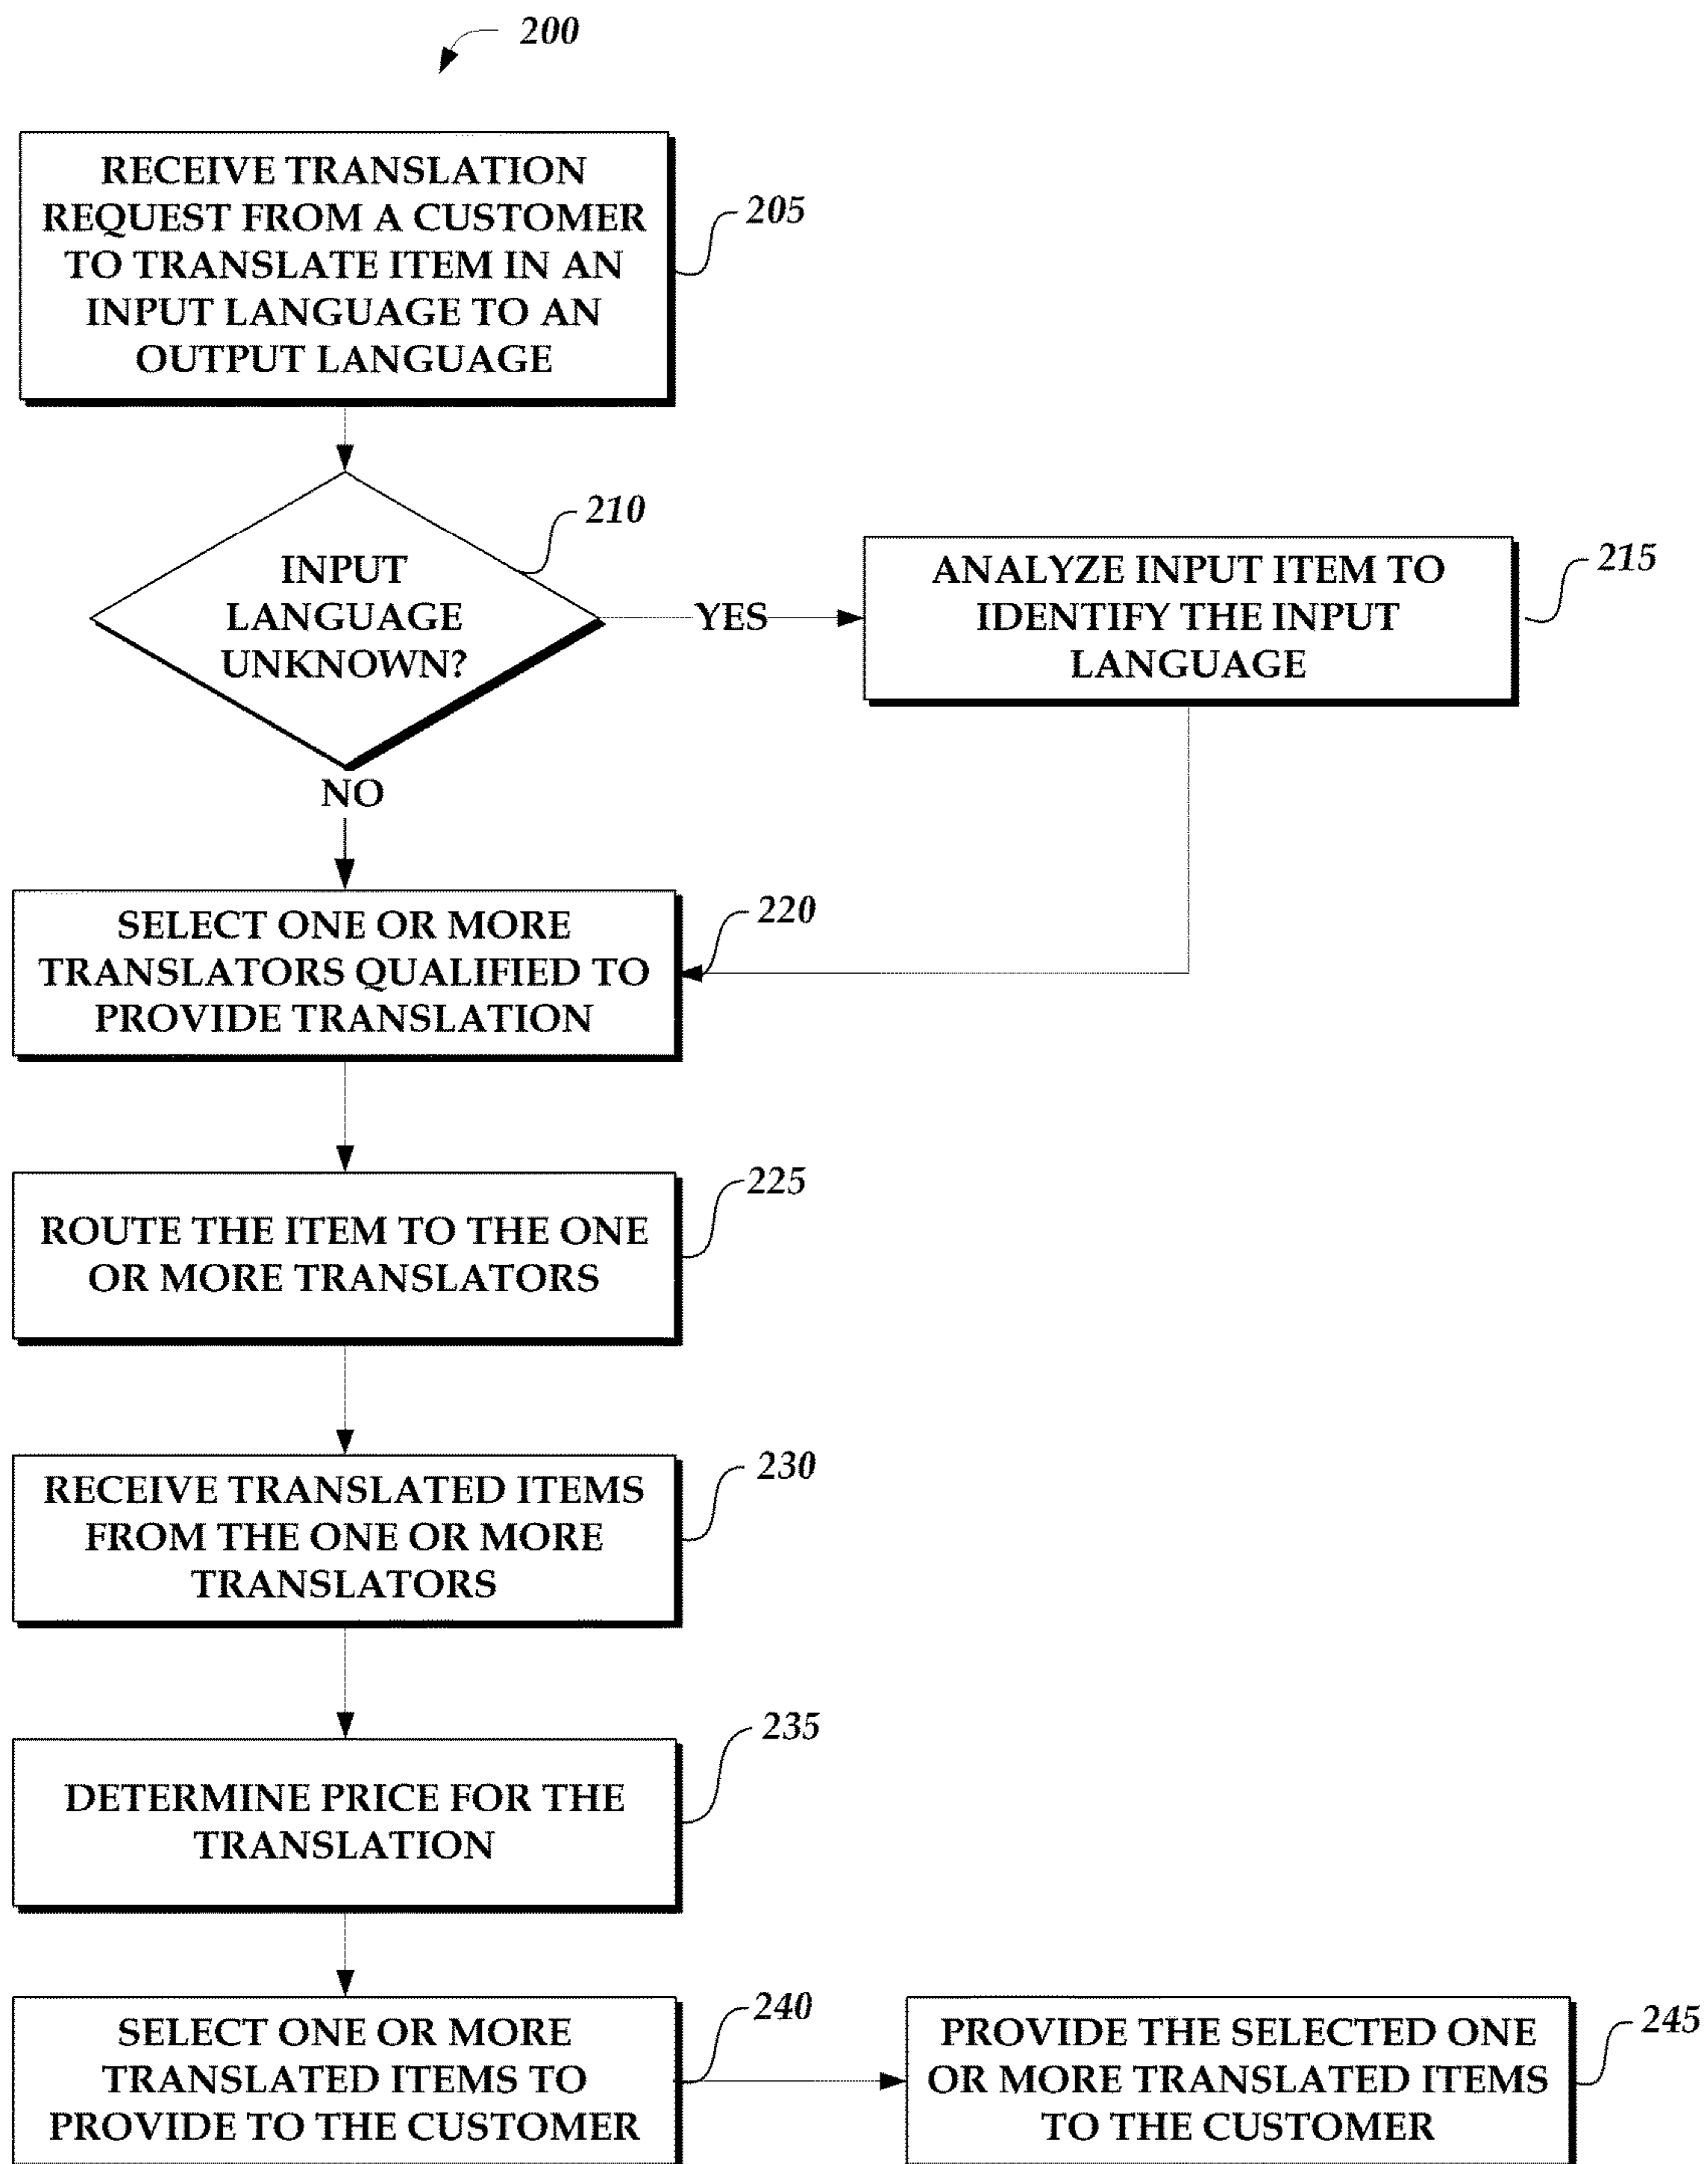 200
RECEIVE TRANSLATION
REQUEST FROM A CUSTOMER
TO TRANSLATE ITEM IN AN
INPUT LANGUAGE TO AN
OUTPUT LANGUAGE
205
INPUT
LANGUAGE
UNKNOWN?
210
YES
ANALYZE INPUT ITEM TO
IDENTIFY THE INPUT
LANGUAGE
215
NO
SELECT ONE OR MORE
TRANSLATORS QUALIFIED TO
PROVIDE TRANSLATION
220
ROUTE THE ITEM TO THE ONE
OR MORE TRANSLATORS
225
RECEIVE TRANSLATED ITEMS
FROM THE ONE OR MORE
TRANSLATORS
230
DETERMINE PRICE FOR THE
TRANSLATION
235
SELECT ONE OR MORE
TRANSLATED ITEMS TO
PROVIDE TO THE CUSTOMER
240
PROVIDE THE SELECTED ONE
OR MORE TRANSLATED ITEMS
TO THE CUSTOMER
245